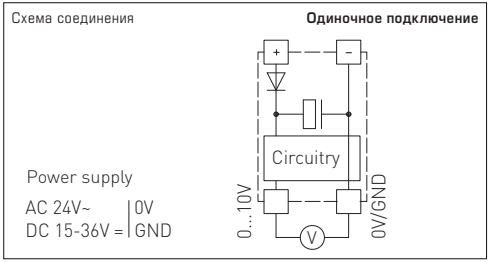 Схема соединения
Одиночное подключение
+ −
Circuitry
Power supply
AC 24V~ | 0V
DC 15-36V = | GND
0...10V
0V/GND
V